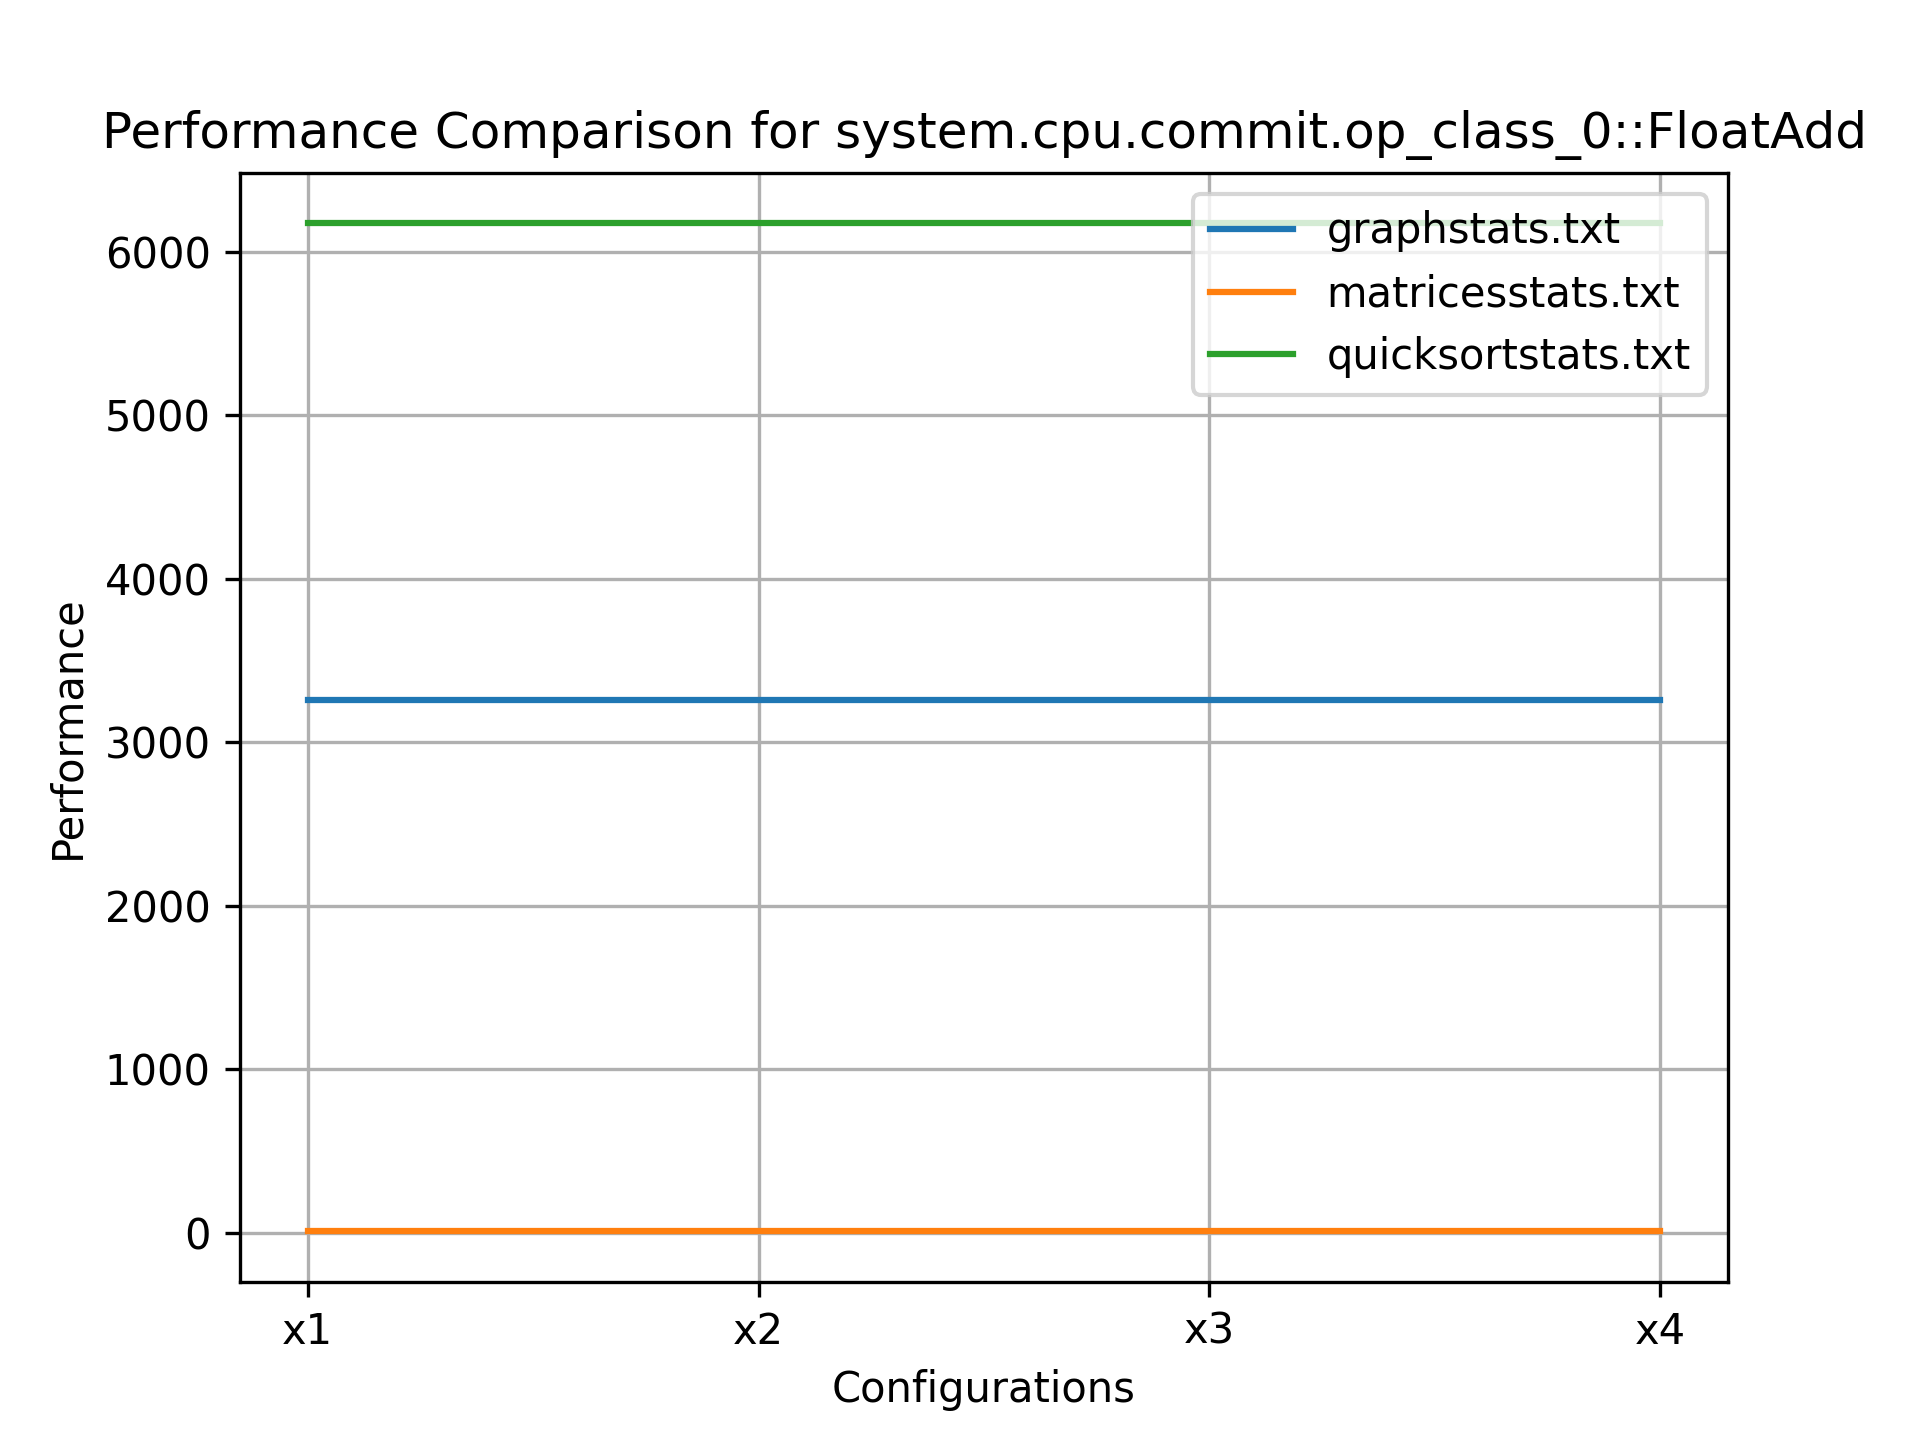 Performance Comparison for system.cpu.commit.op_class_0::FloatAdd
graphstats.txt
matricesstats.txt
quicksortstats.txt
6000
5000
4000
3000
2000
1000
0
Performance
x1 x2 x3 x4
Configurations